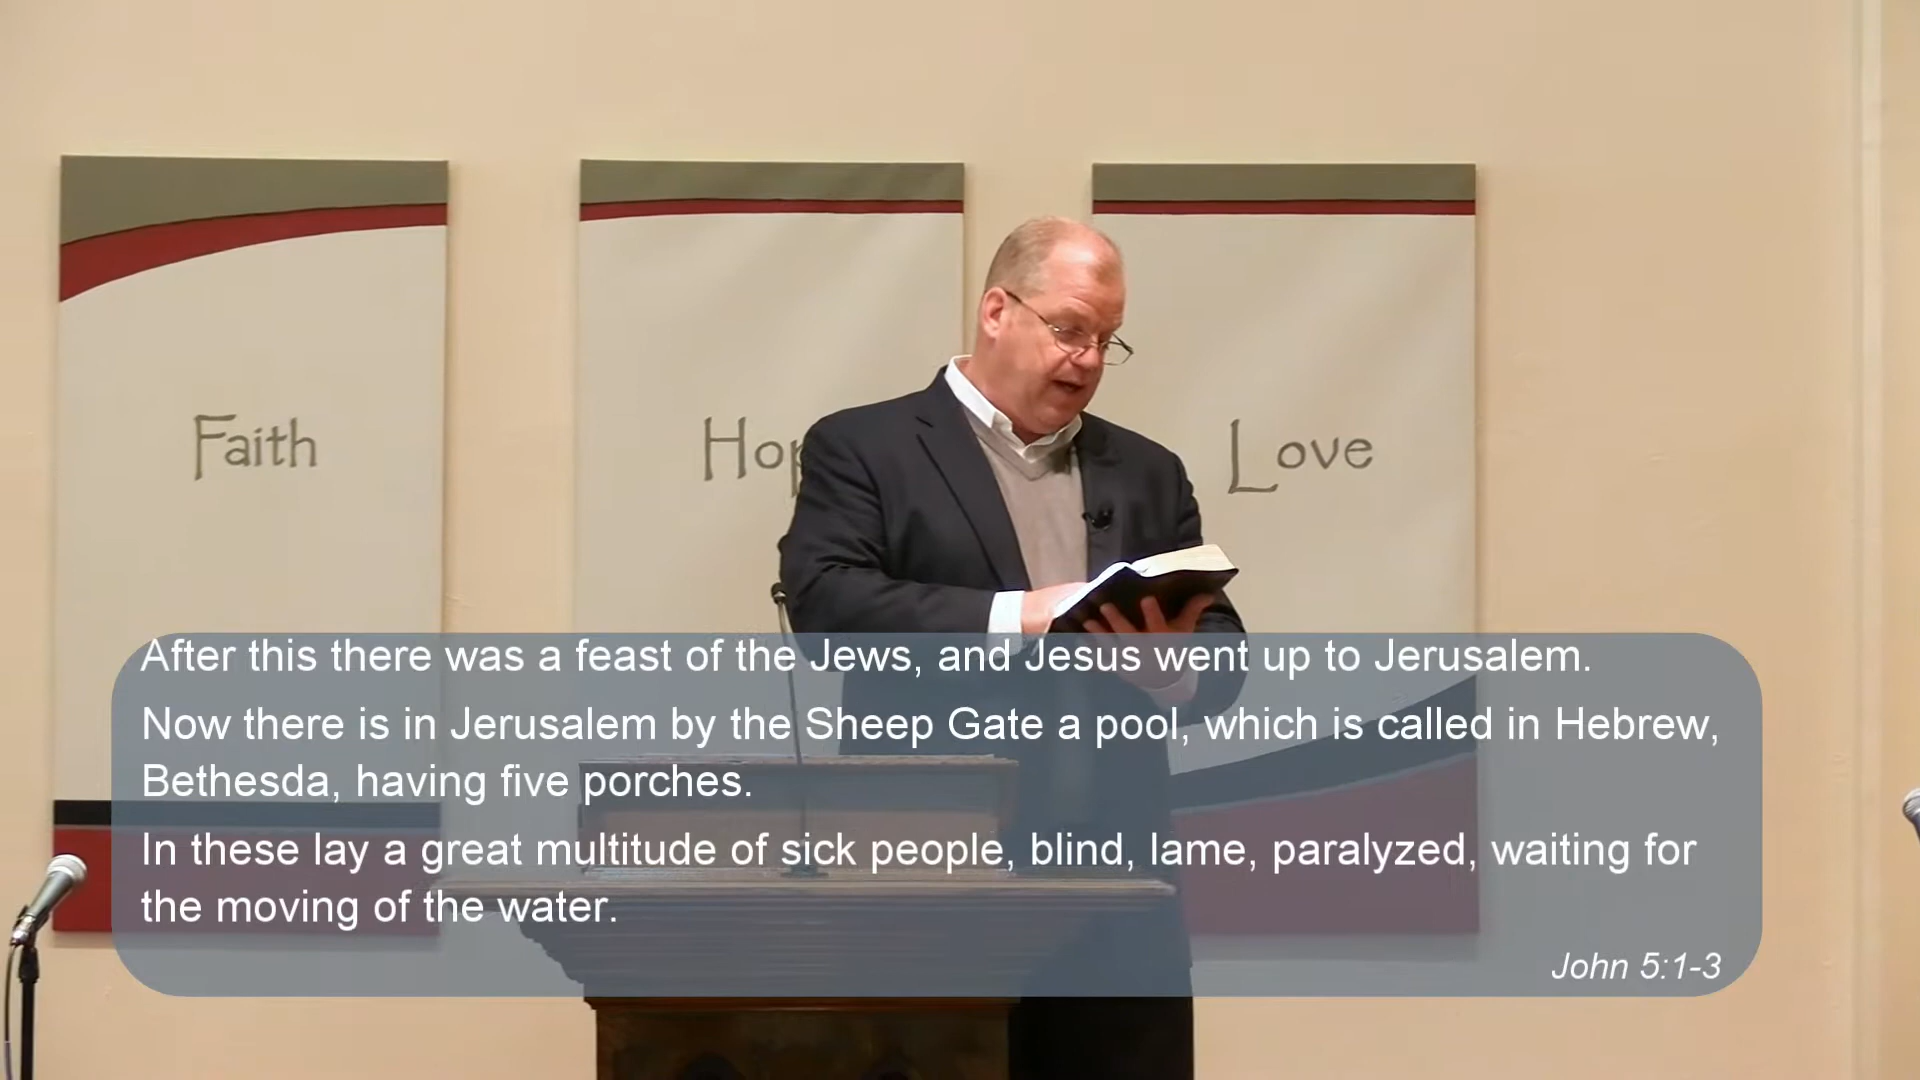 Faith
Hop
Love
After this there was a feast of the Jews, and Jesus went up to Jerusalem.
Now there is in Jerusalem by the Sheep Gate a pool, which is called in Hebrew,
Bethesda, having five porches.
In these lay a great multitude of sick people, blind, lame, paralyzed, waiting for
the moving of the water.
John 5:1-3